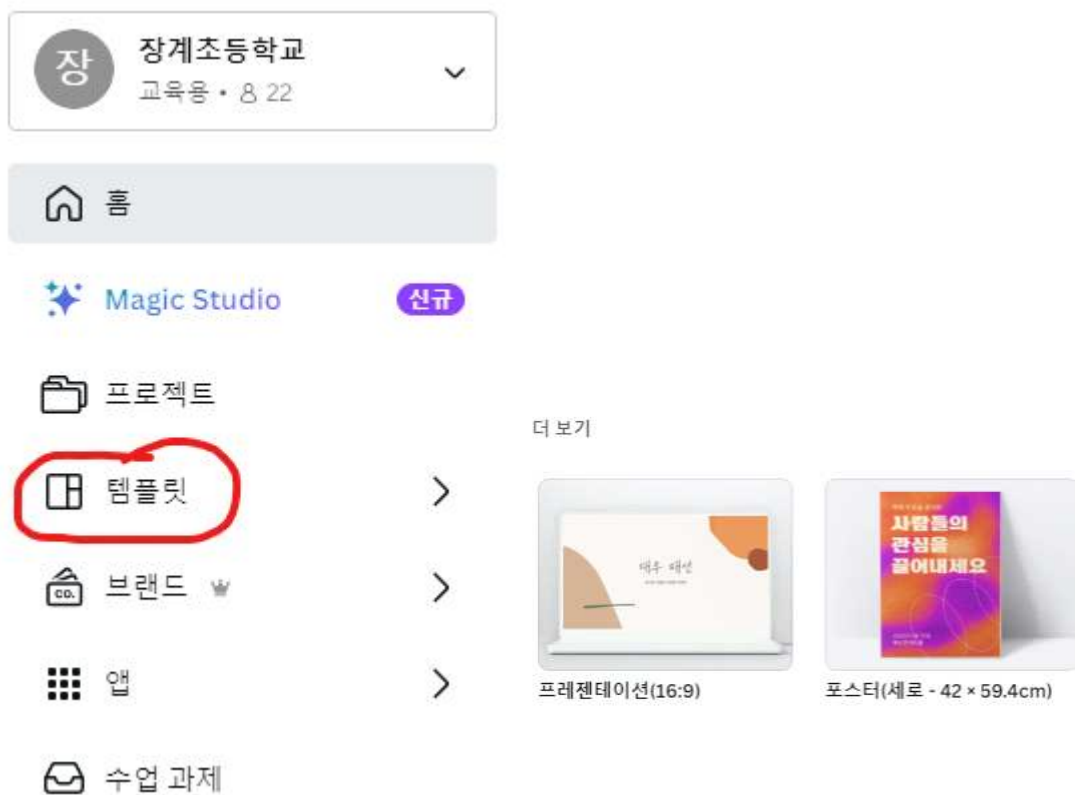 장
장계초등학교
교육용 • 22
홈
Magic Studio
신규
프로젝트
템플릿
브랜드
앱
수업 과제
더 보기
사람들의
관심을
끌어내세요
프레젠테이션(16:9)
포스터(세로 - 42 × 59.4cm)
CO.